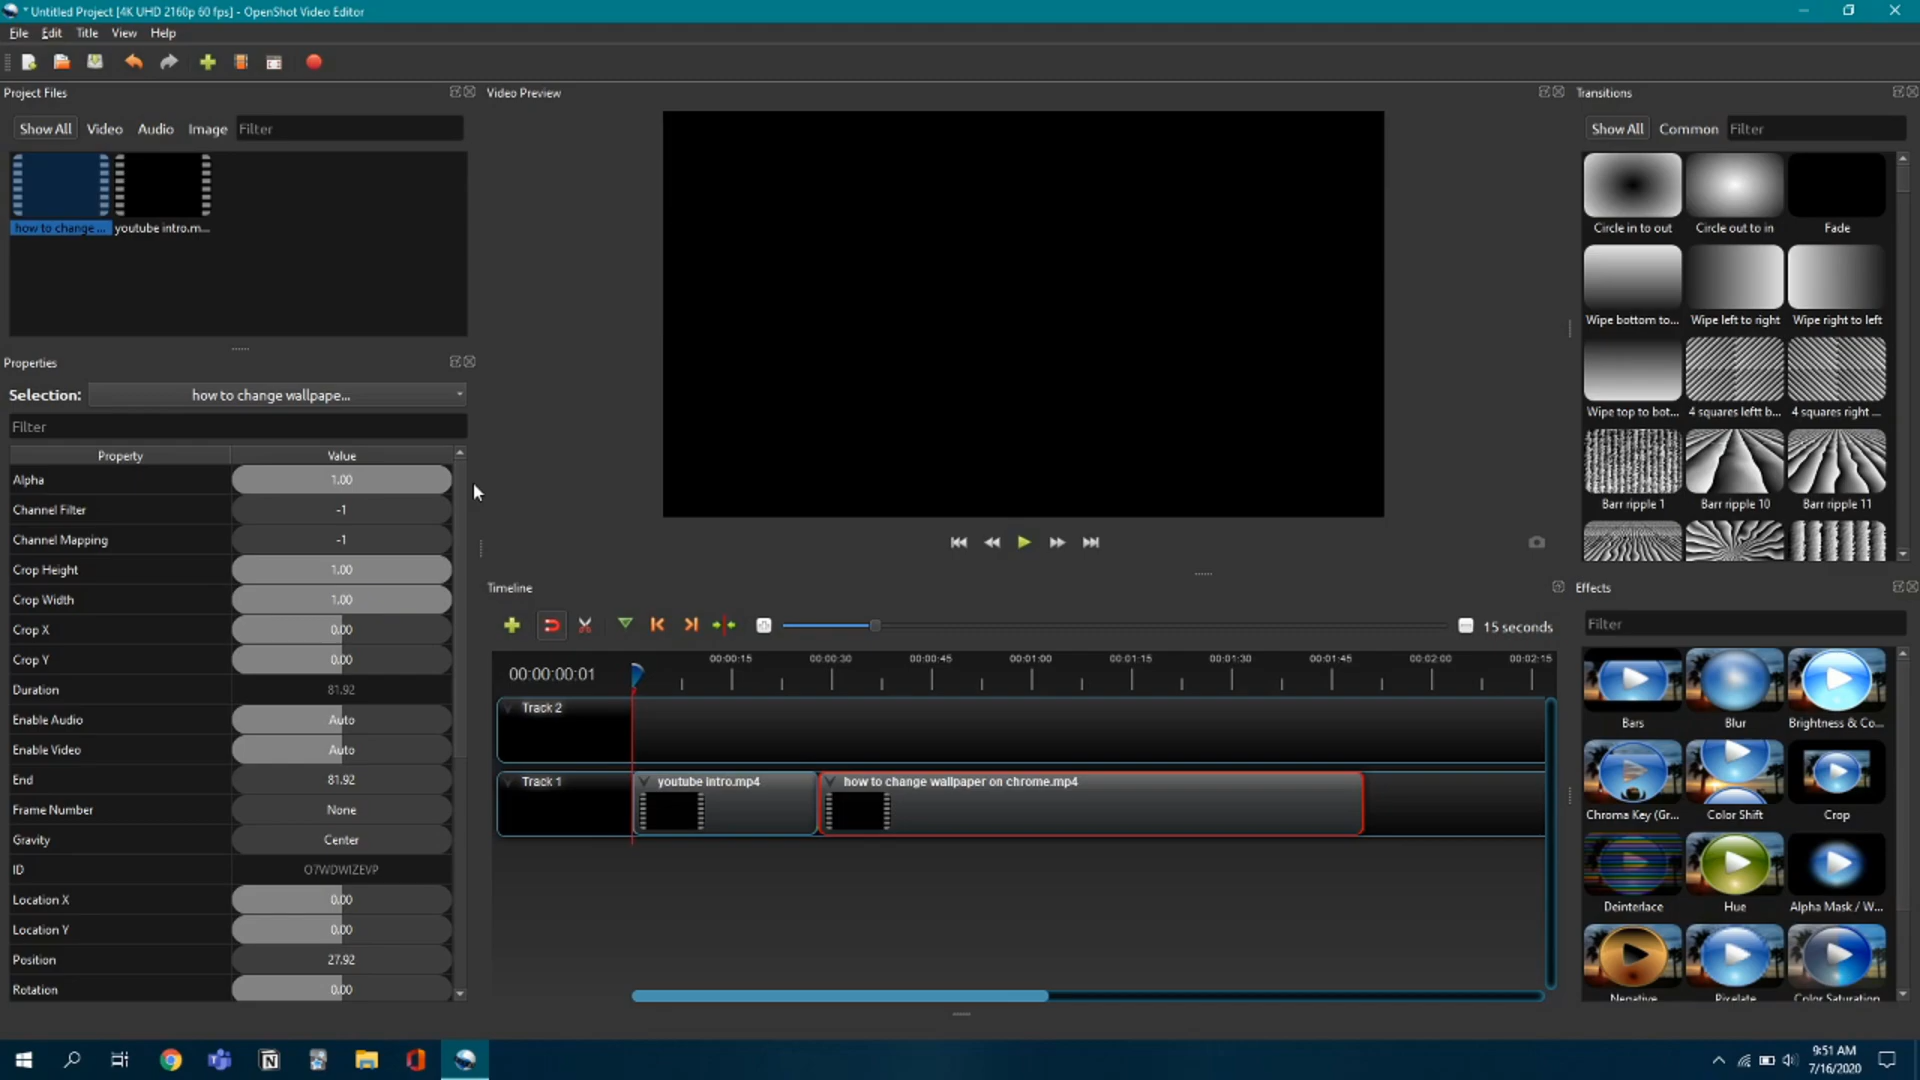 * Untitled Project [4K UHD 2160p 60 fps] - OpenShot Video Editor
File Edit Title View Help
Project Files
Show All Video Audio Image Filter
how to change ... youtube intro.m...
Properties
Selection: how to change wallpape...
Filter
Property Value
Alpha 1.00
Channel Filter -1
Channel Mapping -1
Crop Height 1.00
Crop Width 1.00
Crop X 0.00
Crop Y 0.00
Duration 81.92
Enable Audio Auto
Enable Video Auto
End 81.92
Frame Number None
Gravity Center
ID O7WDWIZEVP
Location X 0.00
Location Y 0.00
Position 27.92
Rotation 0.00
Video Preview
Timeline
15 seconds
00:00:00:01
00:00:15 00:00:30 00:00:45 00:01:00 00:01:15 00:01:30 00:01:45 00:02:00 00:02:15
Track 2
Track 1 youtube intro.mp4 how to change wallpaper on chrome.mp4
Transitions
Show All Common Filter
Circle in to out Circle out to in Fade
Wipe bottom to... Wipe left to right Wipe right to left
Wipe top to bot... 4 squares leftt b... 4 squares right ...
Barr ripple 1 Barr ripple 10 Barr ripple 11
Effects
Filter
Bars Blur Brightness & Co...
Chroma Key (Gr... Color Shift Crop
Deinterlace Hue Alpha Mask / W...
Negative Pixelate Color Saturation
9:51 AM
7/16/2020